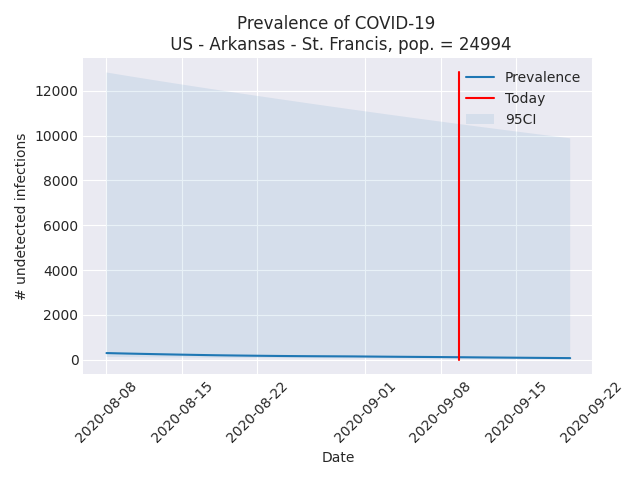 Prevalence of COVID-19
US - Arkansas - St. Francis, pop. = 24994
Prevalence
Today
95CI
12000
10000
8000
6000
4000
2000
0
# undetected infections
2020-08-08
2020-08-15
2020-08-22
2020-09-01
2020-09-08
2020-09-15
2020-09-22
Date